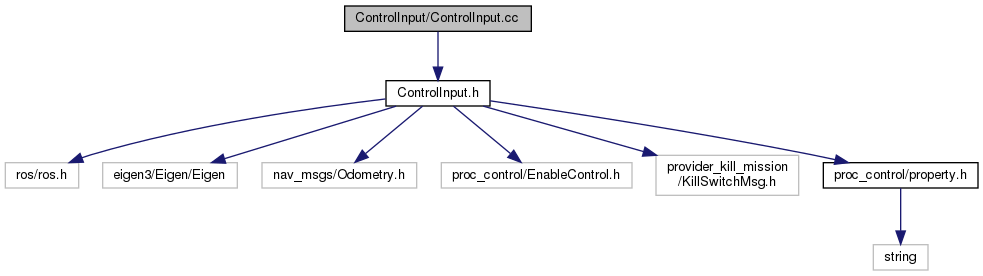 ControlInput/ControlInput.cc
ControlInput.h
ros/ros.h
eigen3/Eigen/Eigen
nav_msgs/Odometry.h
proc_control/EnableControl.h
provider_kill_mission
/KillSwitchMsg.h
proc_control/property.h
string